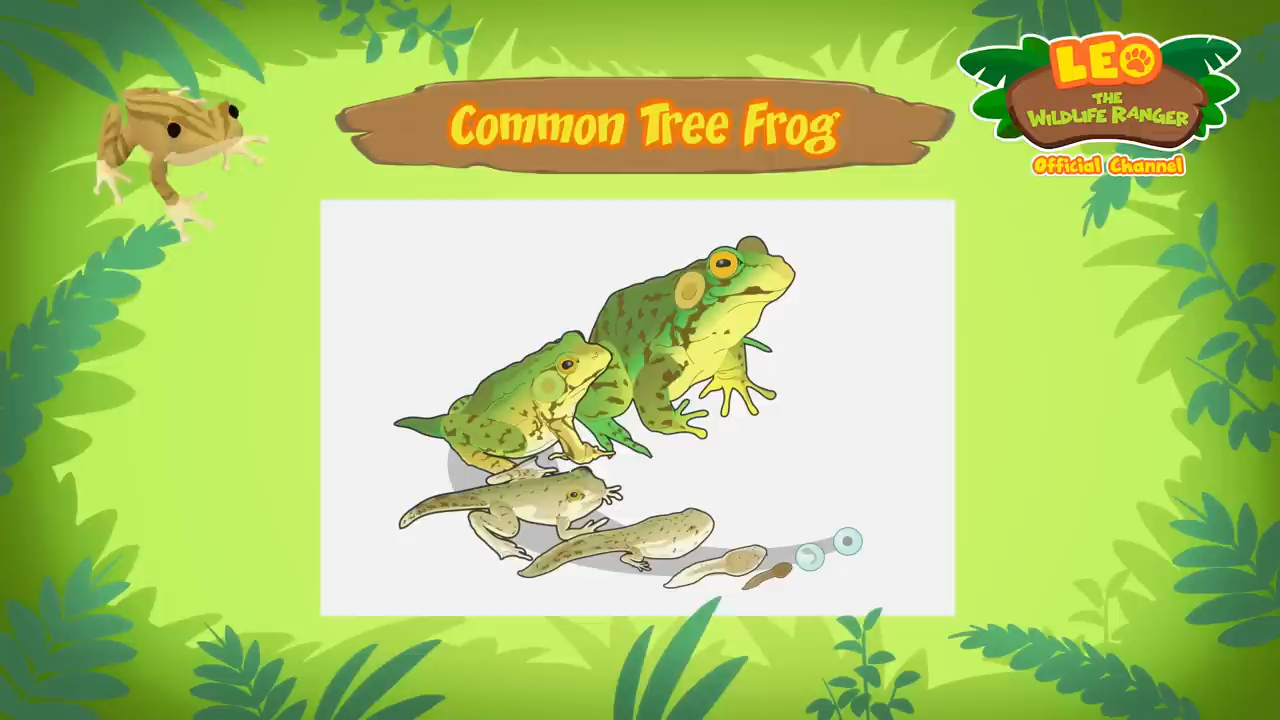 Common Tree Frog
LEO
THE
WILDLIFE RANGER
Official Channel